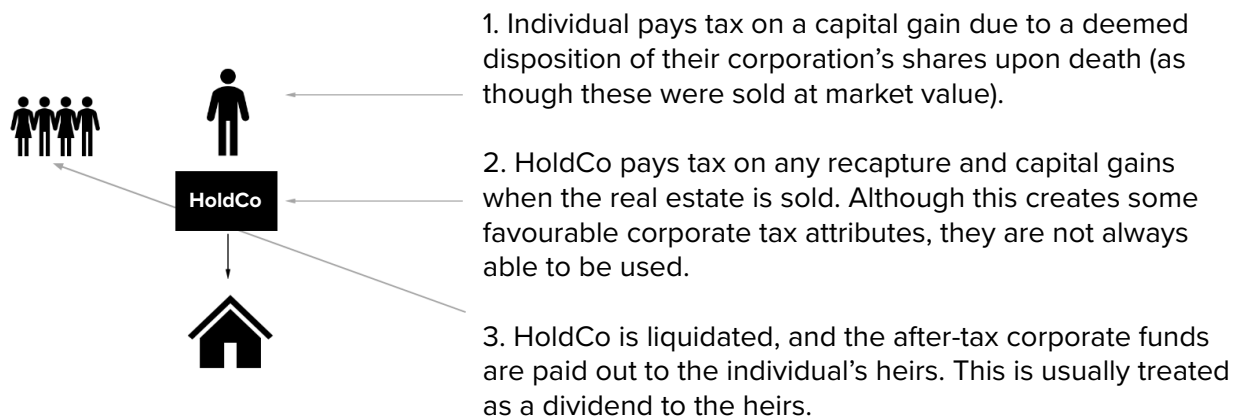 1. Individual pays tax on a capital gain due to a deemed
disposition of their corporation’s shares upon death (as
though these were sold at market value).
HoldCo
2. HoldCo pays tax on any recapture and capital gains
when the real estate is sold. Although this creates some
favourable corporate tax attributes, they are not always
able to be used.
3. HoldCo is liquidated, and the after-tax corporate funds
are paid out to the individual’s heirs. This is usually treated
as a dividend to the heirs.